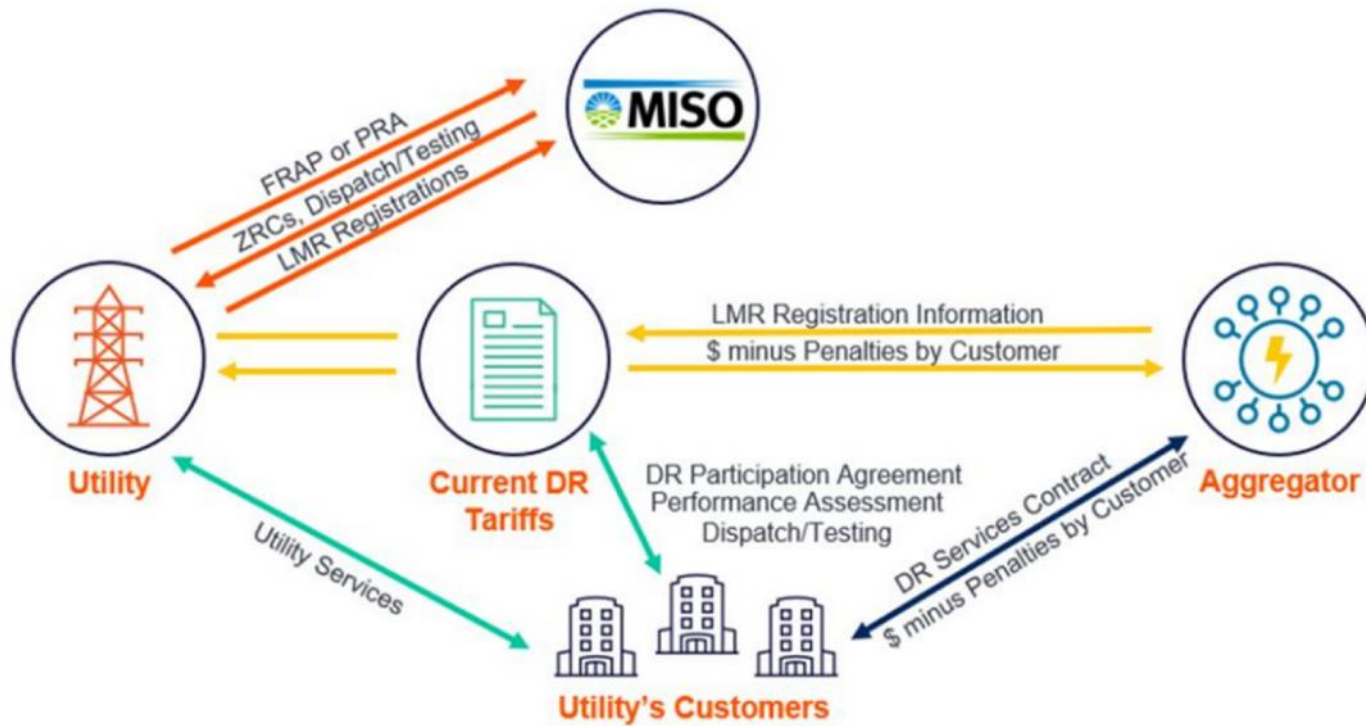 MISO
FRAP or PRA
ZRCs, Dispatch/Testing
LMR Registrations
LMR Registration Information
$ minus Penalties by Customer
Utility
Current DR
Tariffs
Aggregator
DR Participation Agreement
Performance Assessment
Dispatch/Testing
Utility Services
DR Services Contract
$ minus Penalties by Customer
Utility's Customers